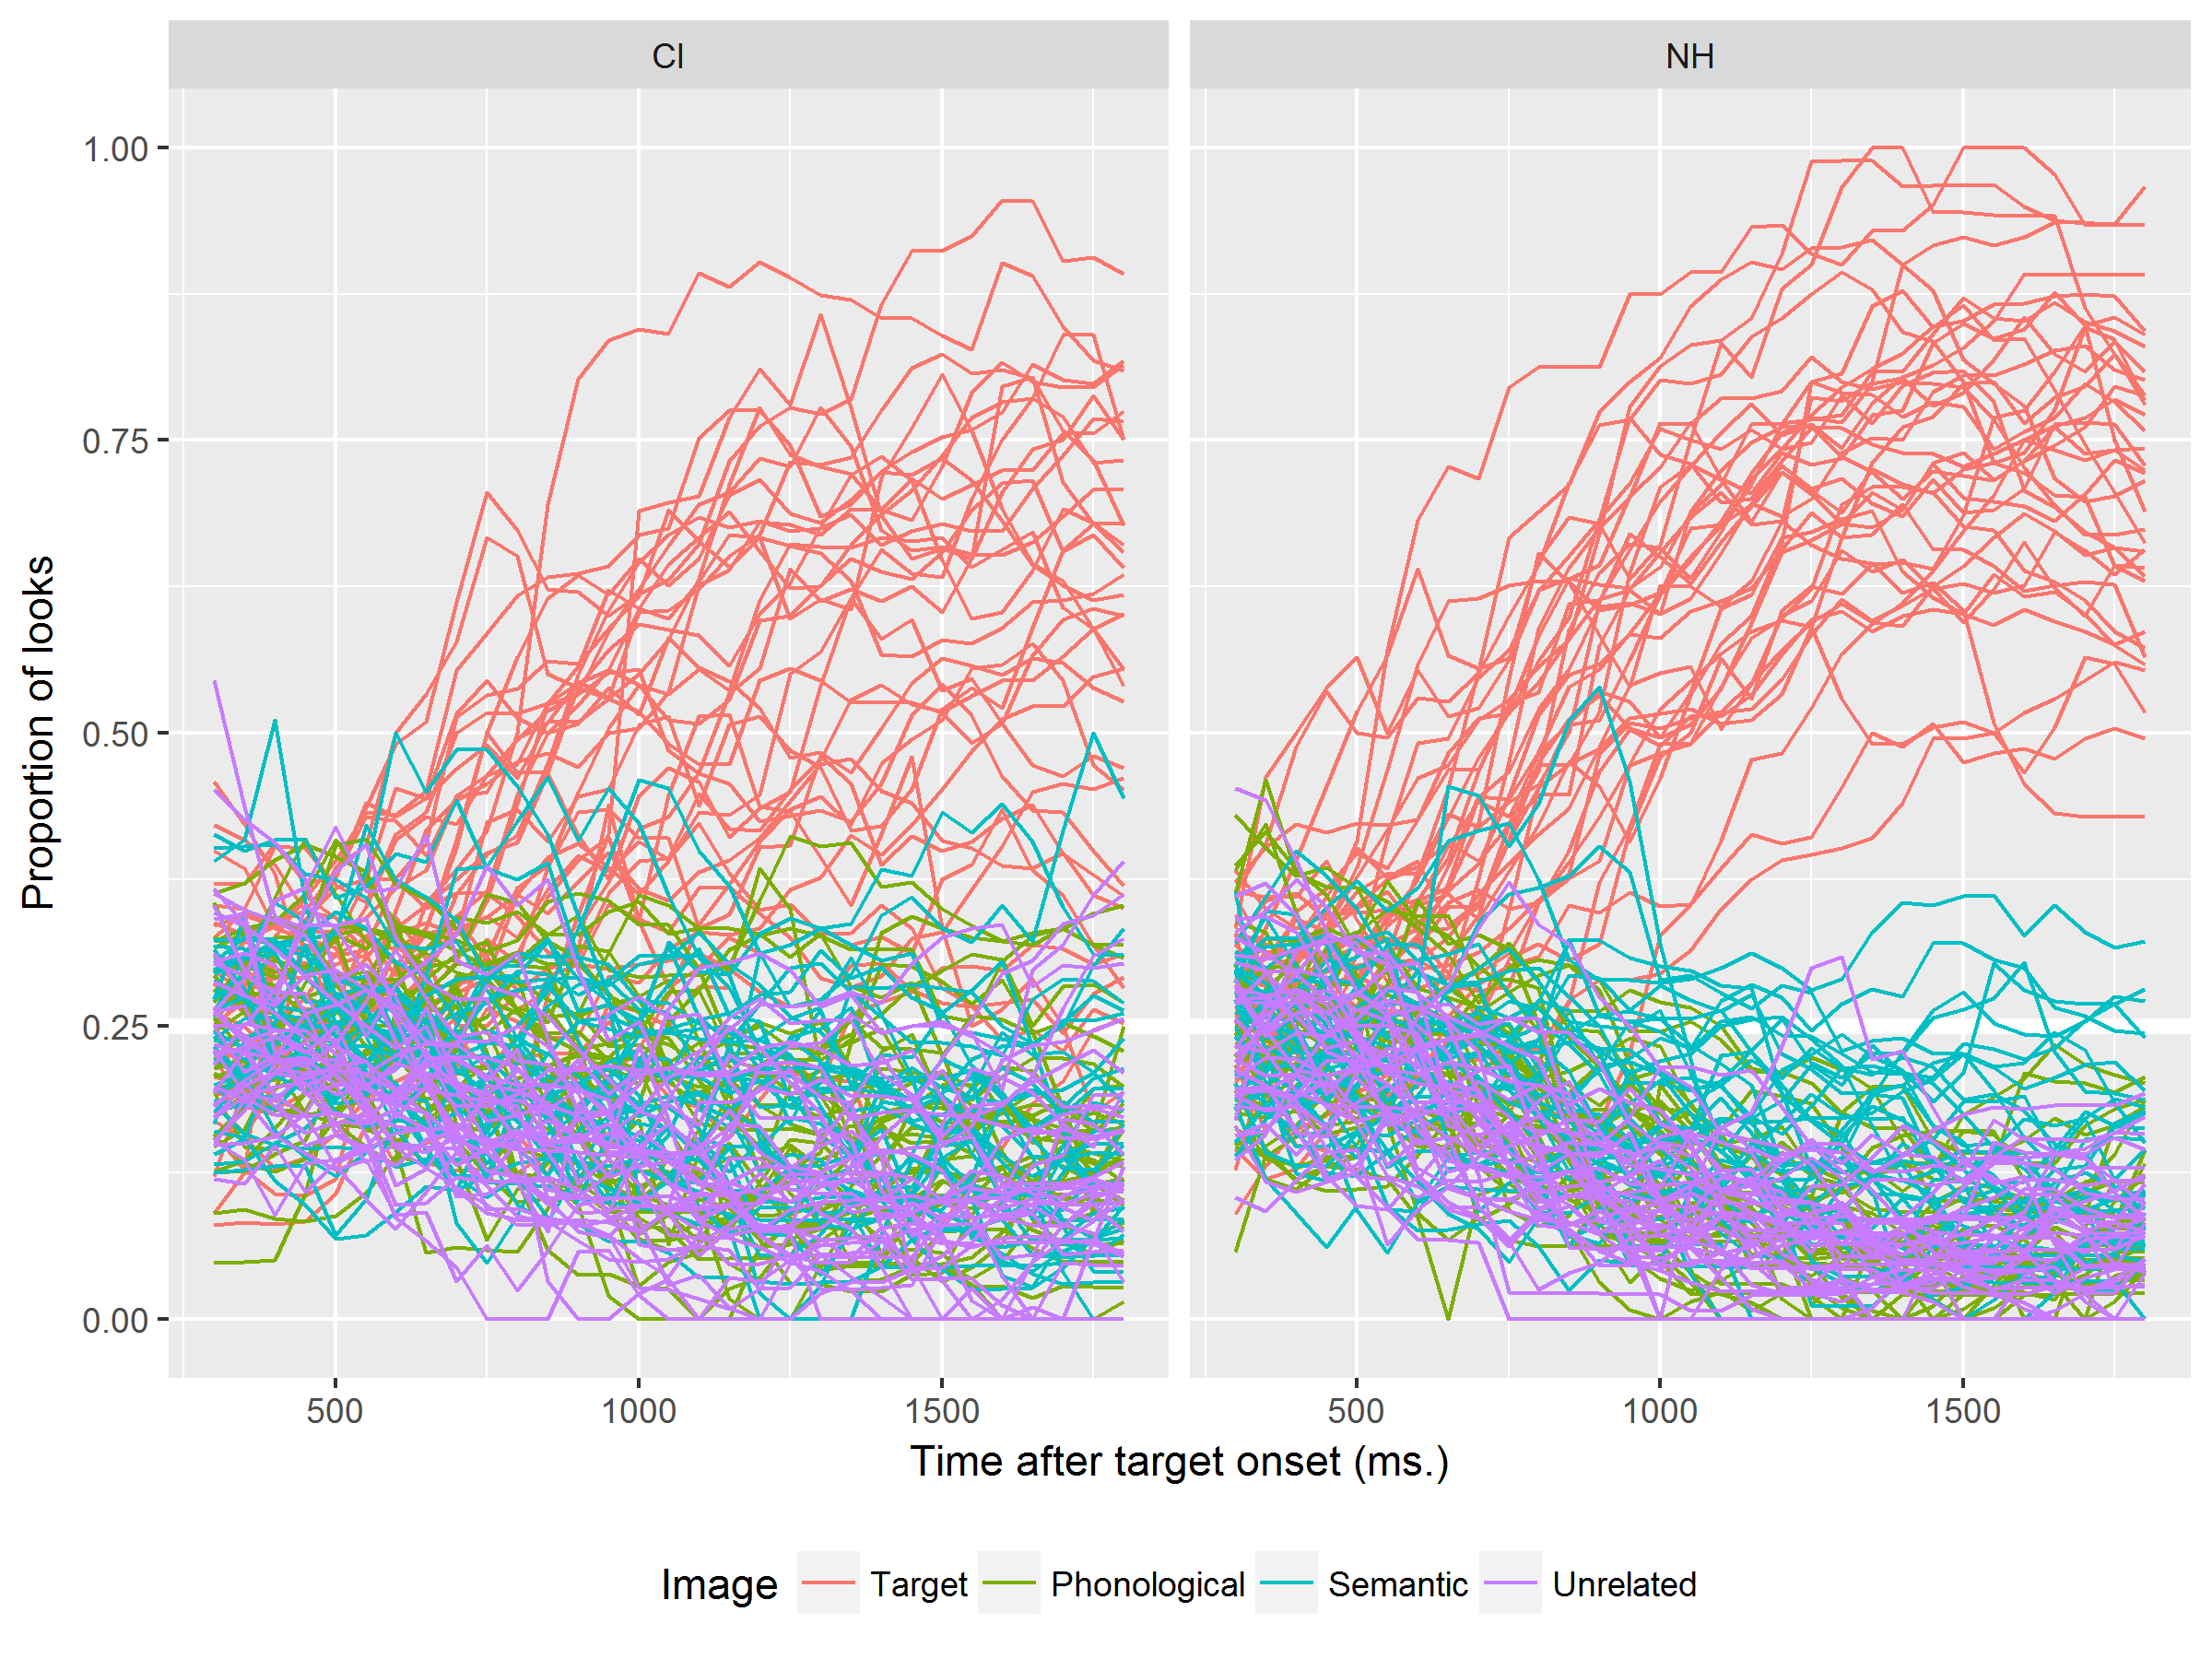 CI NH
1.00
0.75
0.50
0.25
0.00
Proportion of looks
500 1000 1500 500 1000 1500
Time after target onset (ms.)
Image Target Phonological Semantic Unrelated